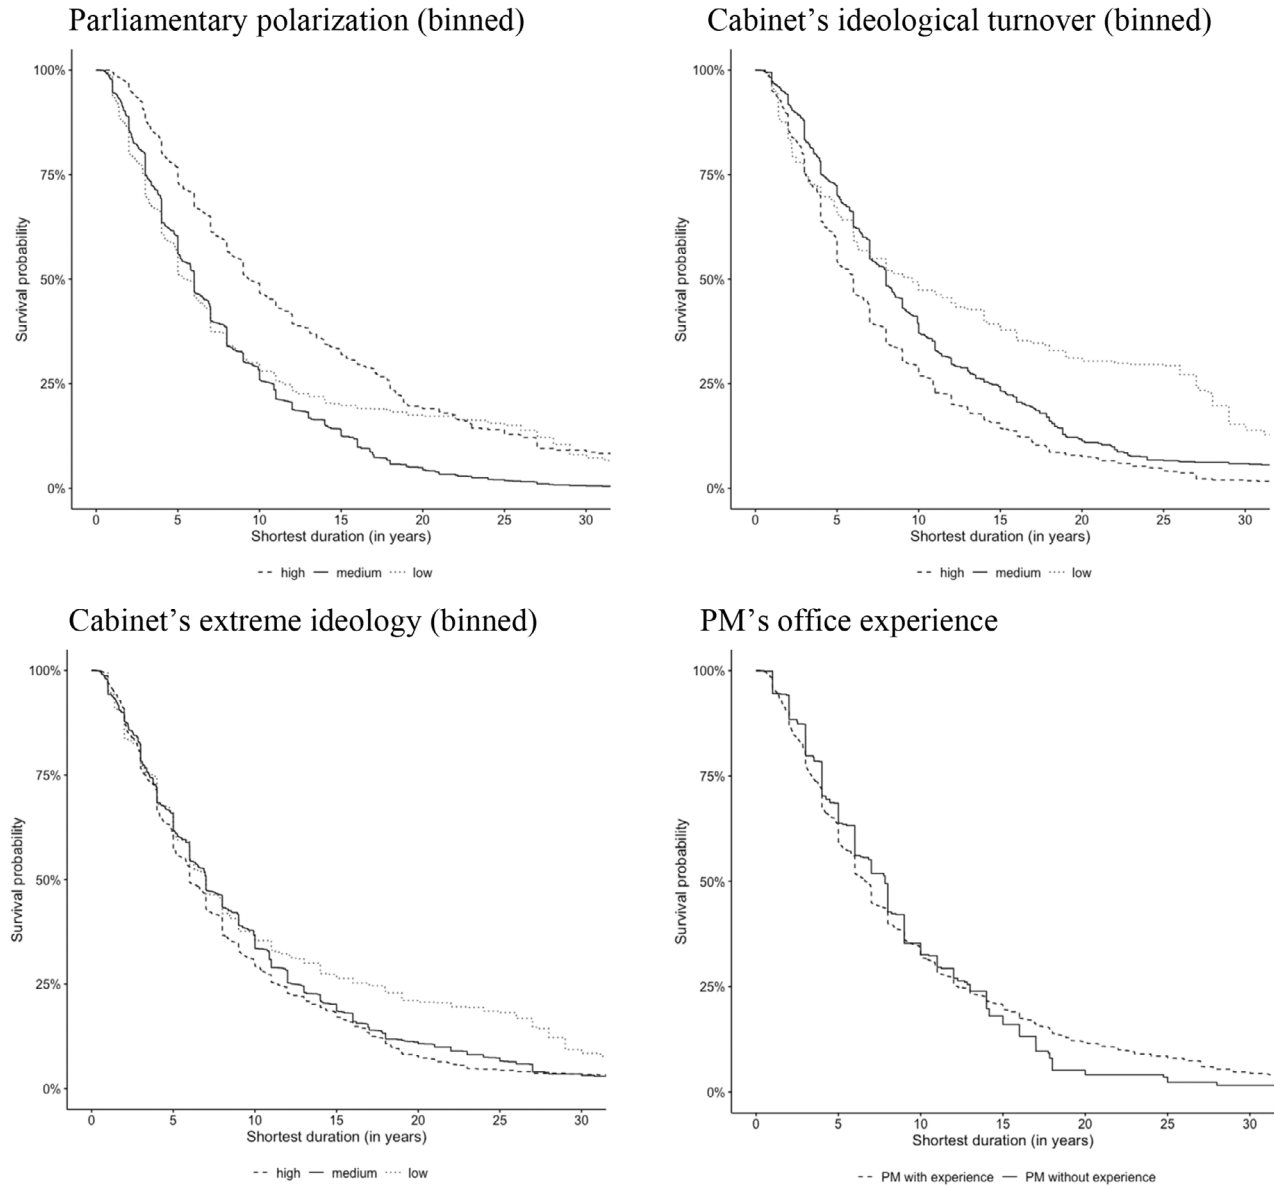 Parliamentary polarization (binned)
Survival probability
100%
75%
50%
25%
0%
0 5 10 15 20 25 30
Shortest duration (in years)
high medium low
Cabinet’s ideological turnover (binned)
Survival probability
100%
75%
50%
25%
0%
0 5 10 15 20 25 30
Shortest duration (in years)
high medium low
Cabinet’s extreme ideology (binned)
Survival probability
100%
75%
50%
25%
0%
0 5 10 15 20 25 30
Shortest duration (in years)
high medium low
PM’s office experience
Survival probability
100%
75%
50%
25%
0%
0 5 10 15 20 25 30
Shortest duration (in years)
PM with experience PM without experience